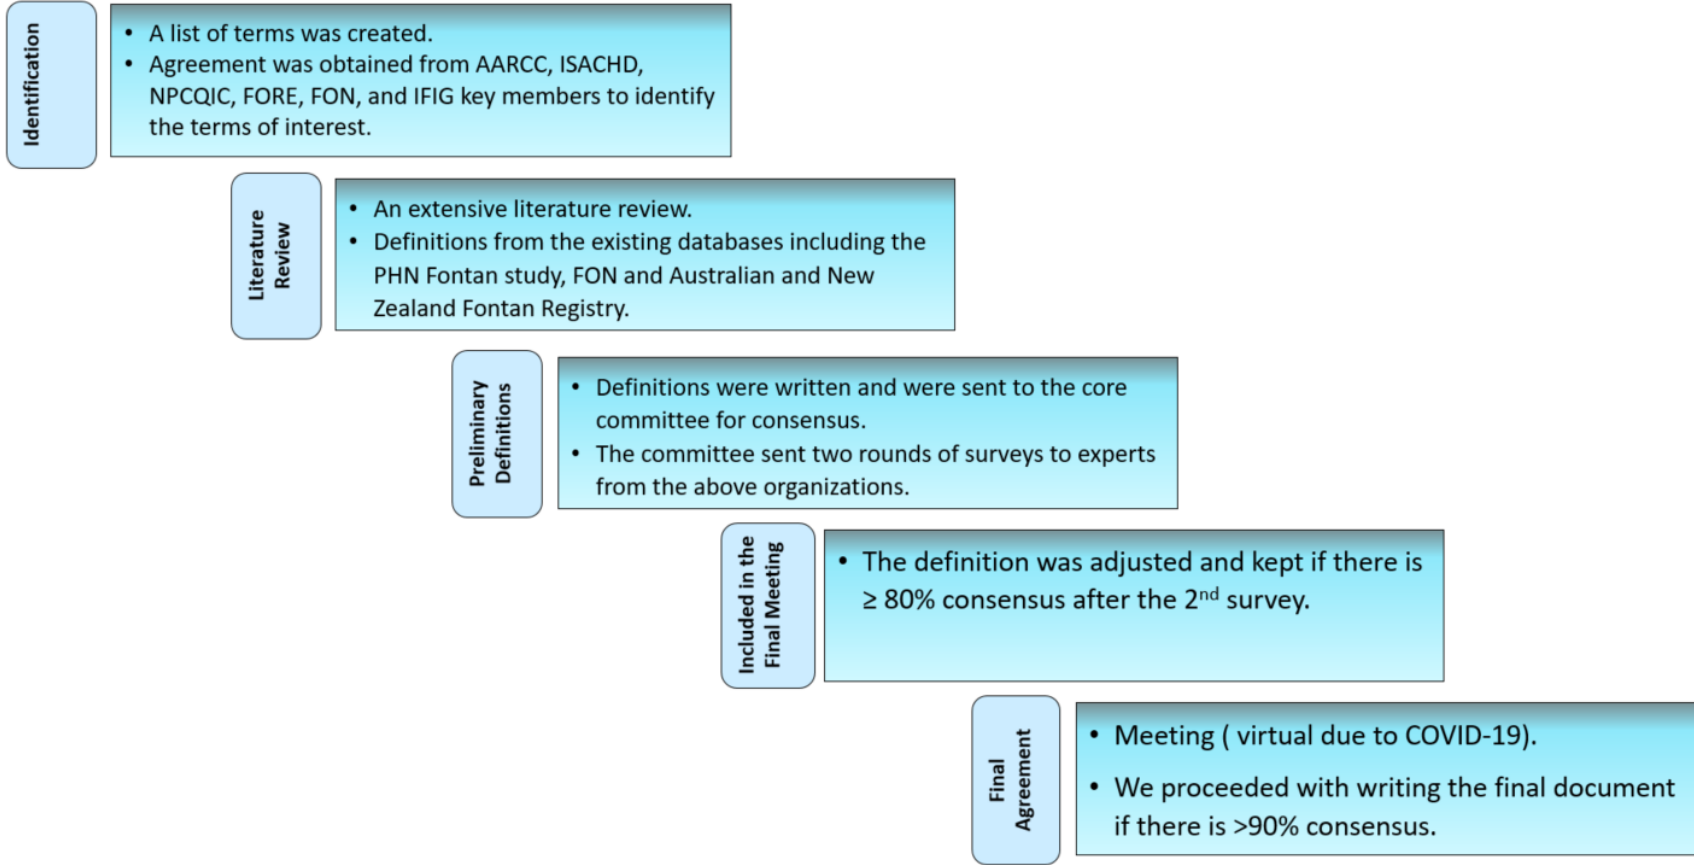 Identification
• A list of terms was created.
• Agreement was obtained from AARCC, ISACHD,
NPCQIC, FORE, FON, and IFIG key members to identify
the terms of interest.
Literature
Review
• An extensive literature review.
• Definitions from the existing databases including the
PHN Fontan study, FON and Australian and New
Zealand Fontan Registry.
Preliminary
Definitions
• Definitions were written and were sent to the core
committee for consensus.
• The committee sent two rounds of surveys to experts
from the above organizations.
Included in the
Final Meeting
• The definition was adjusted and kept if there is
≥ 80% consensus after the 2nd survey.
Final
Agreement
• Meeting ( virtual due to COVID-19).
• We proceeded with writing the final document
if there is >90% consensus.